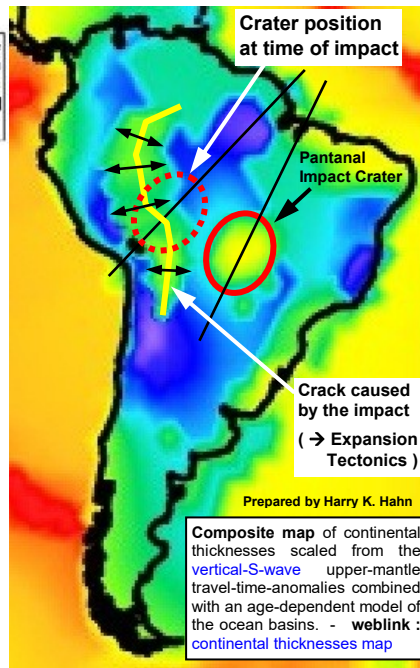 Crater position
at time of impact
Pantanal
Impact Crater
Crack caused
by the impact
( → Expansion
Tectonics )
Prepared by Harry K. Hahn
Composite map of continental
thicknesses scaled from the
vertical-S-wave upper-mantle
travel-time-anomalies combined
with an age-dependent model of
the ocean basins. - weblink :
continental thicknesses map